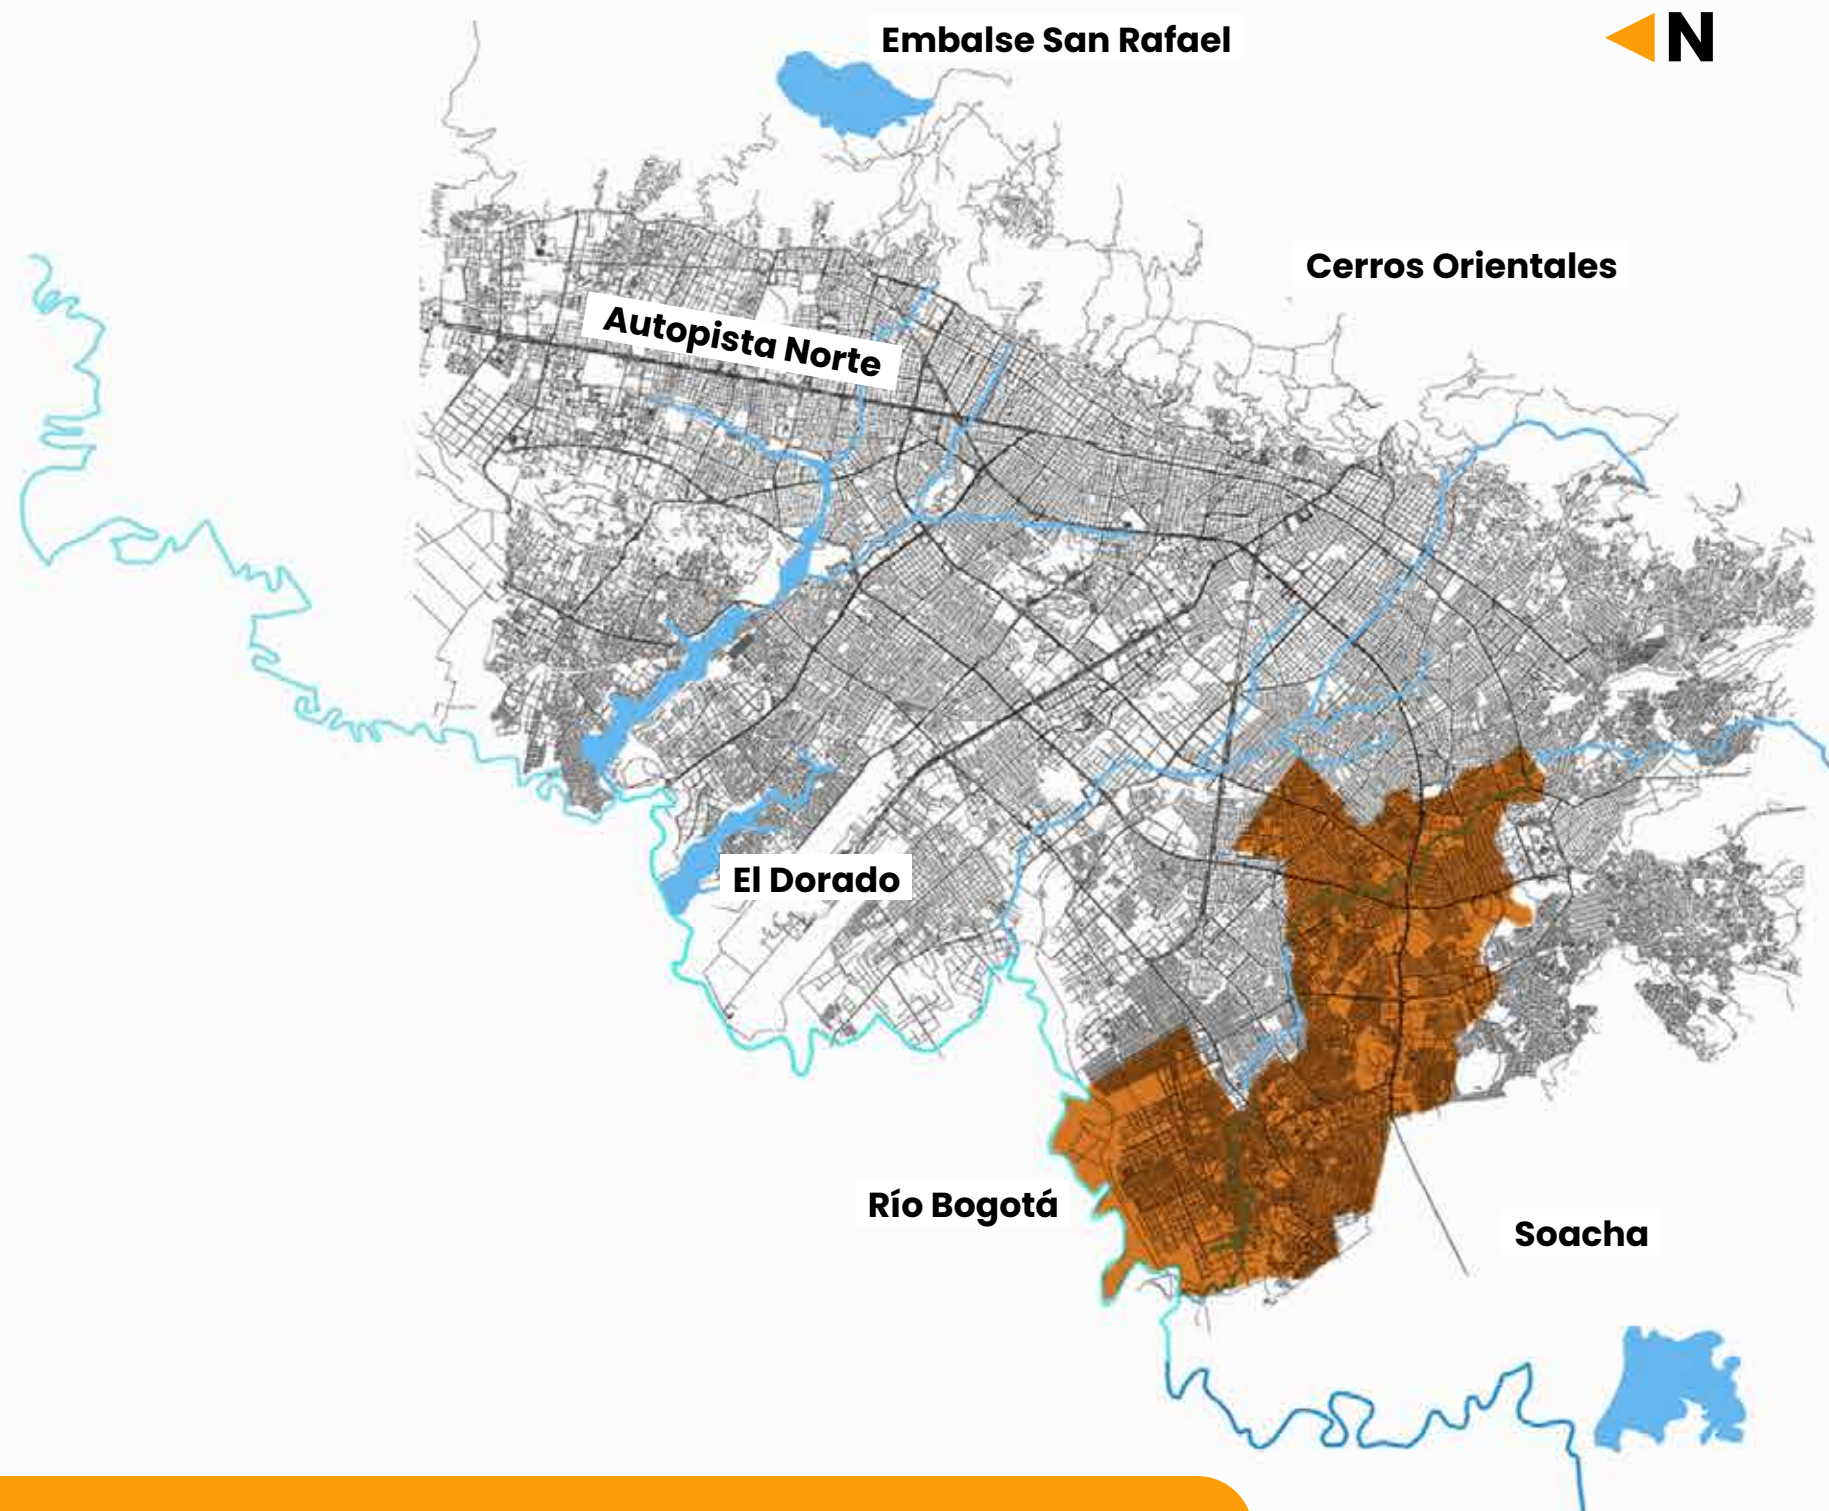 Embalse San Rafael
N
Cerros Orientales
Autopista Norte
El Dorado
Río Bogotá
Soacha